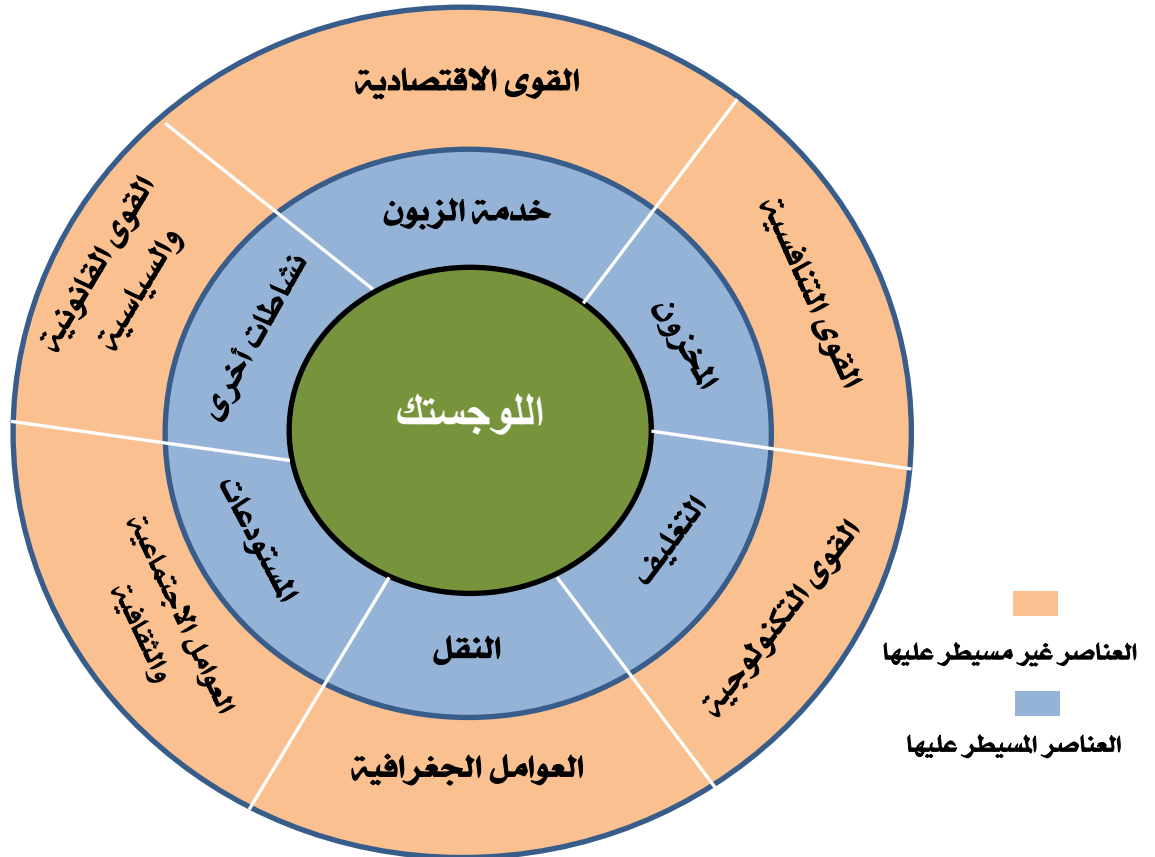 القوى الاقتصادية
القوى التنافسية
القوى التكنولوجية
العوامل الجغرافية
العوامل الاجتماعية
والثقافية
القوى القانونية
والسياسية
خدمة الزبون
المخزون
التغليف
النقل
المستودعات
نشاطات أخرى
اللوجستك
العناصر غير مسيطر عليها
العناصر المسيطر عليها